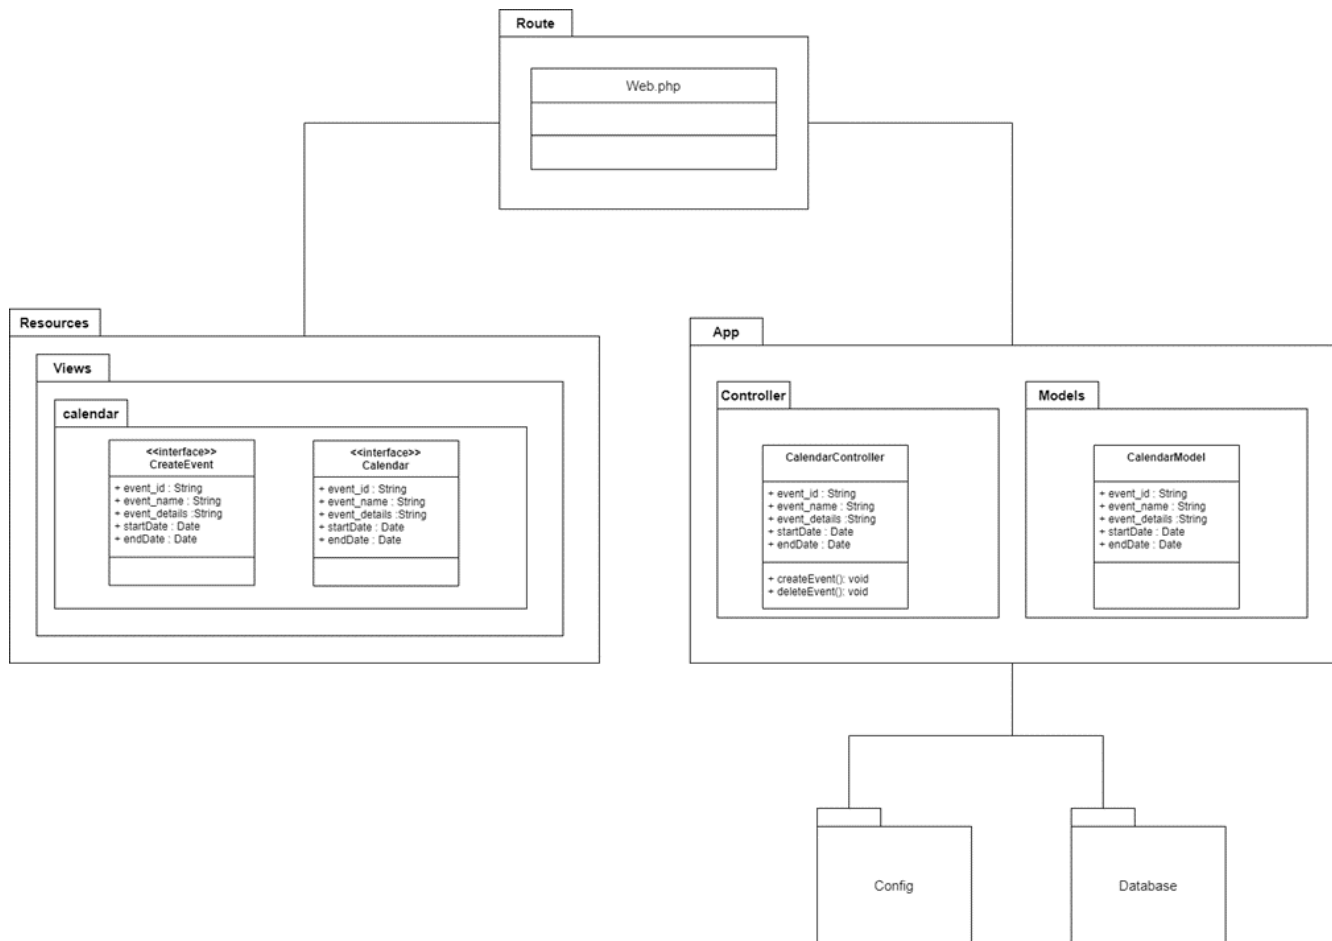 Route
Web.php
Resources
Views
calendar
<<interface>>
CreateEvent
+ event_id : String
+ event_name : String
+ event_details :String
+ startDate : Date
+ endDate : Date
<<interface>>
Calendar
+ event_id : String
+ event_name : String
+ event_details :String
+ startDate : Date
+ endDate : Date
App
Controller
CalendarController
+ event_id : String
+ event_name : String
+ event_details :String
+ startDate : Date
+ endDate : Date
+ createEvent(): void
+ deleteEvent(): void
Models
CalendarModel
+ event_id : String
+ event_name : String
+ event_details :String
+ startDate : Date
+ endDate : Date
Config
Database